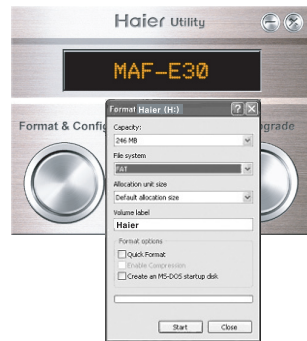 Haier Utility
MAF-E30
Format & Config
grade
Format Haier (H:)
Capacity:
246 MB
File system
FAT
Allocation unit size
Default allocation size
Volume label
Haier
Format options
Quick Format
Enable Compression
Create an MS-DOS startup disk
Start
Close